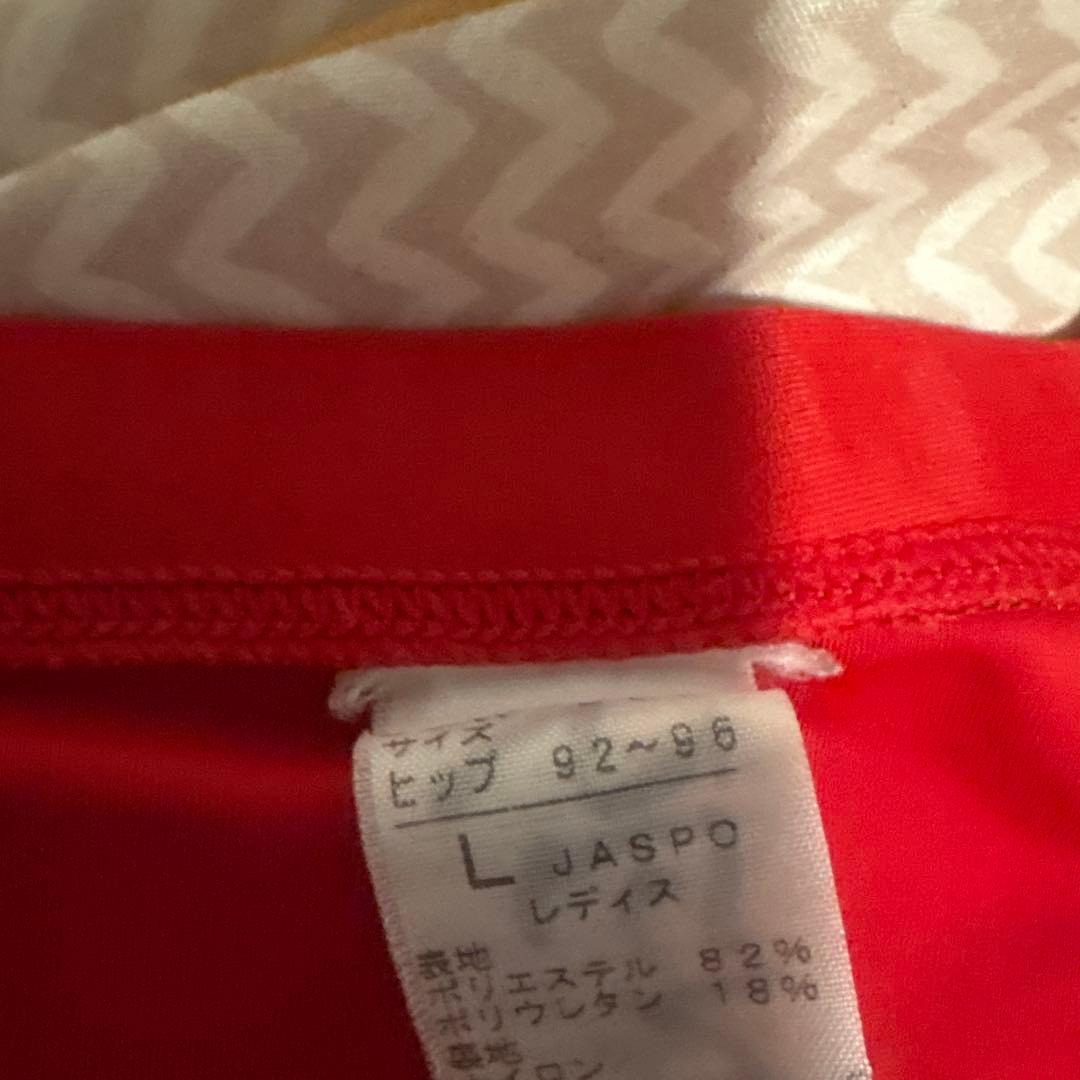 サイズ
ヒップ 92~96
L JASPO
レディス
表地
ポリエステル 82%
ポリウレタン 18%